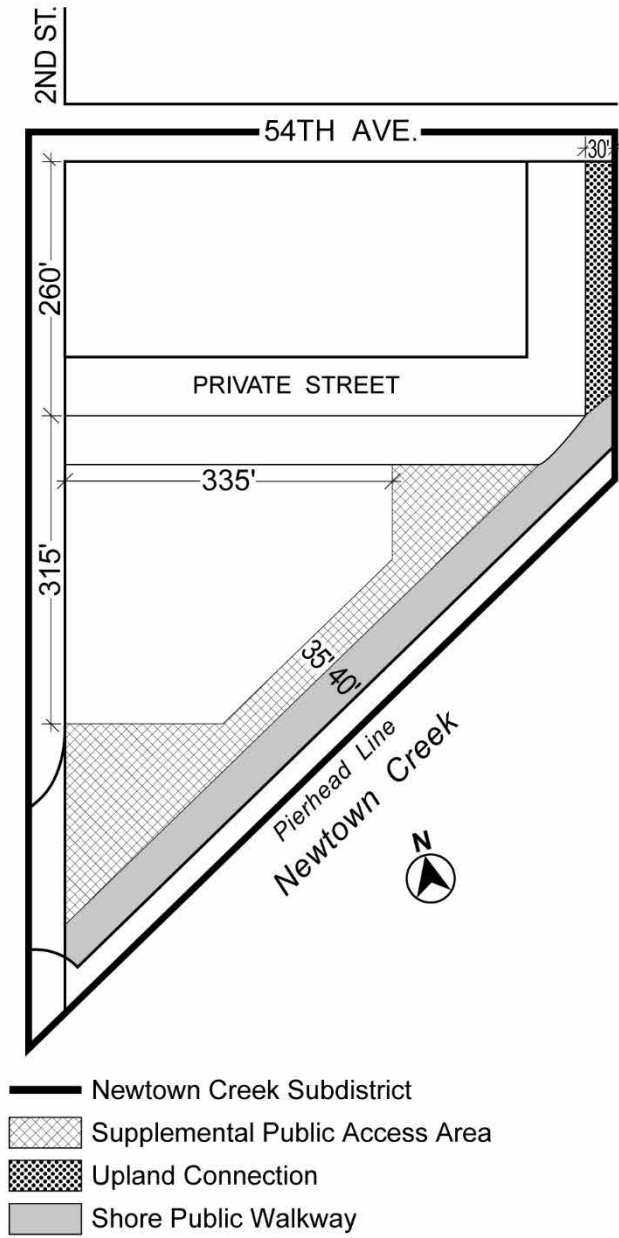 2ND ST.
54TH AVE.
30'
260'
PRIVATE STREET
335'
315'
35' 40'
Pierhead Line
Newtown Creek
N
Newtown Creek Subdistrict
Supplemental Public Access Area
Upland Connection
Shore Public Walkway